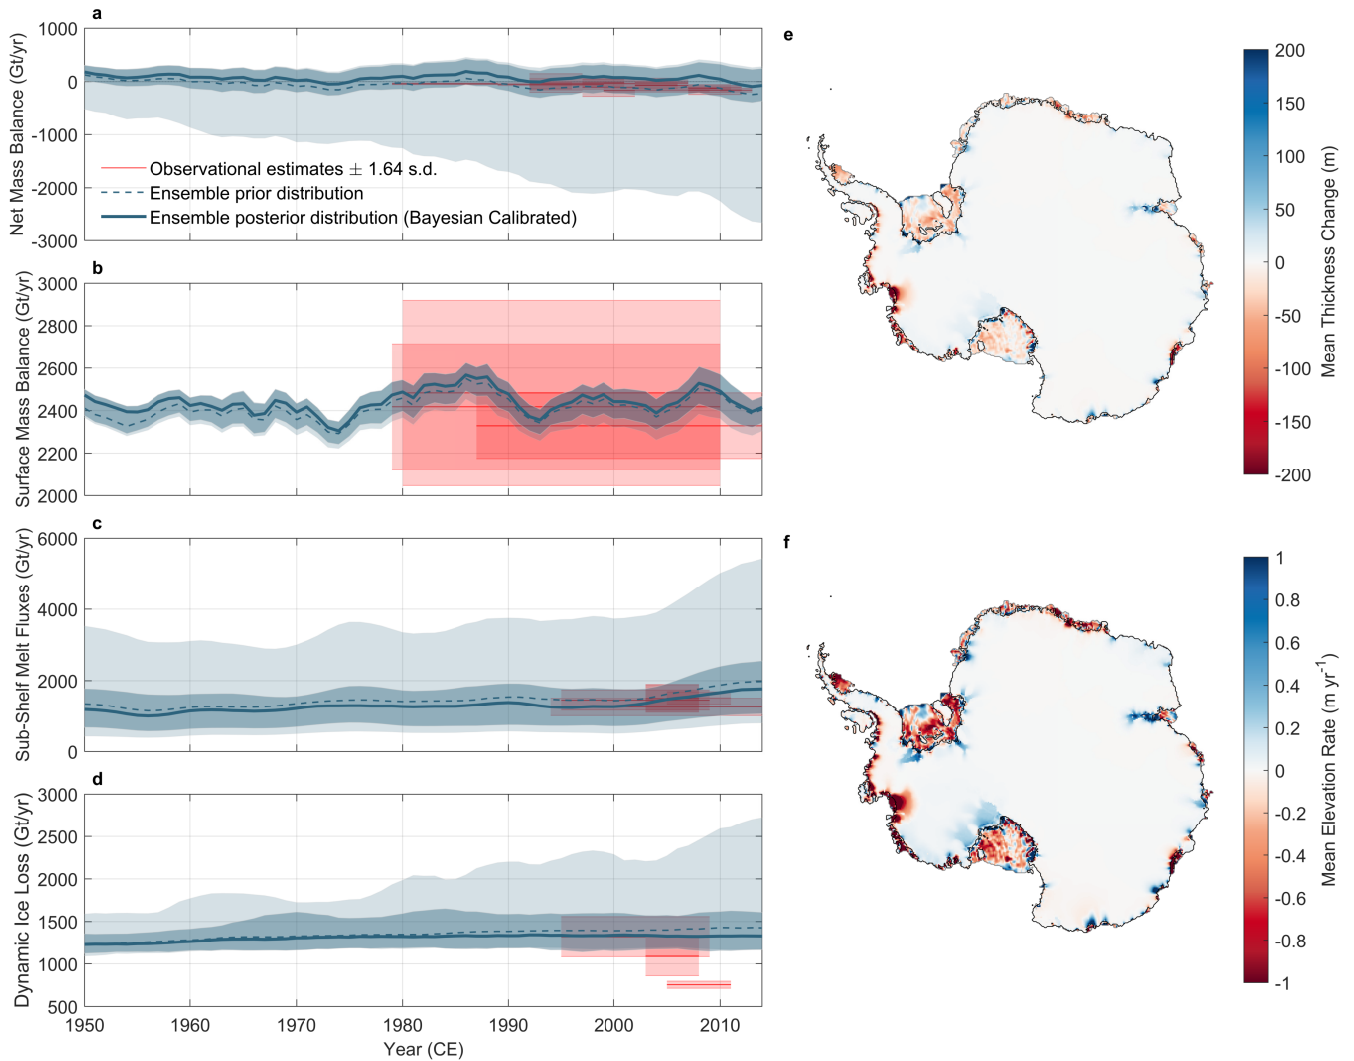 a
1000
0
-1000
-2000
-3000
Net Mass Balance (Gt/yr)
Observational estimates ± 1.64 s.d.
Ensemble prior distribution
Ensemble posterior distribution (Bayesian Calibrated)
b
3000
2800
2600
2400
2200
2000
Surface Mass Balance (Gt/yr)
c
6000
4000
2000
0
Sub-Shelf Melt Fluxes (Gt/yr)
d
3000
2500
2000
1500
1000
500
Dynamic Ice Loss (Gt/yr)
1950 1960 1970 1980 1990 2000 2010
Year (CE)
e
200
150
100
50
0
-50
-100
-150
-200
Mean Thickness Change (m)
f
1
0.8
0.6
0.4
0.2
0
-0.2
-0.4
-0.6
-0.8
-1
Mean Elevation Rate (m yr⁻¹)